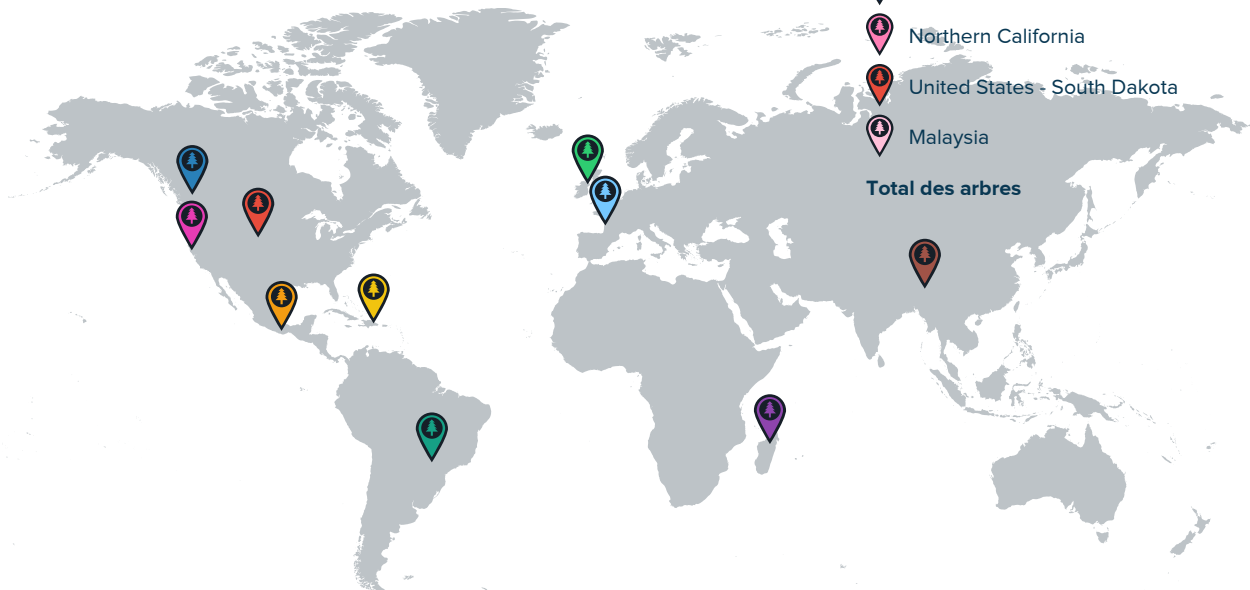 Northern California
United States - South Dakota
Malaysia
Total des arbres